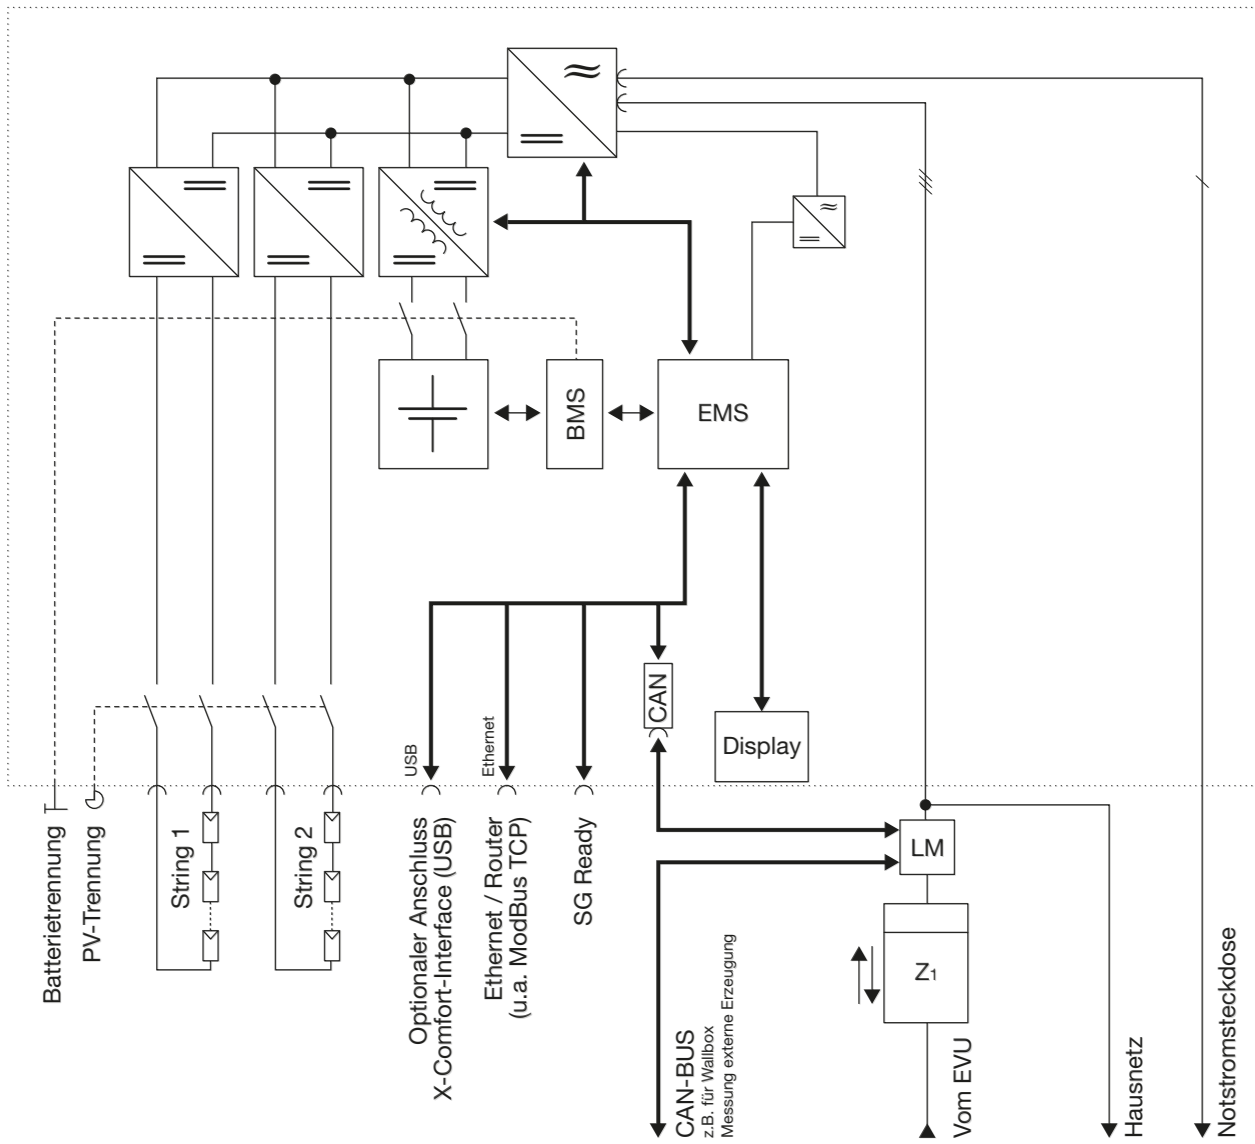 BMS
EMS
CAN
Display
USB
Ethernet
Batterietrennung
PV-Trennung
String 1
String 2
Optionaler Anschluss
X-Comfort-Interface (USB)
Ethernet / Router
(u.a. ModBus TCP)
SG Ready
LM
Z1
CAN-BUS
z.B. für Wallbox
Messung externe Erzeugung
Vom EVU
Hausnetz
Notstromsteckdose